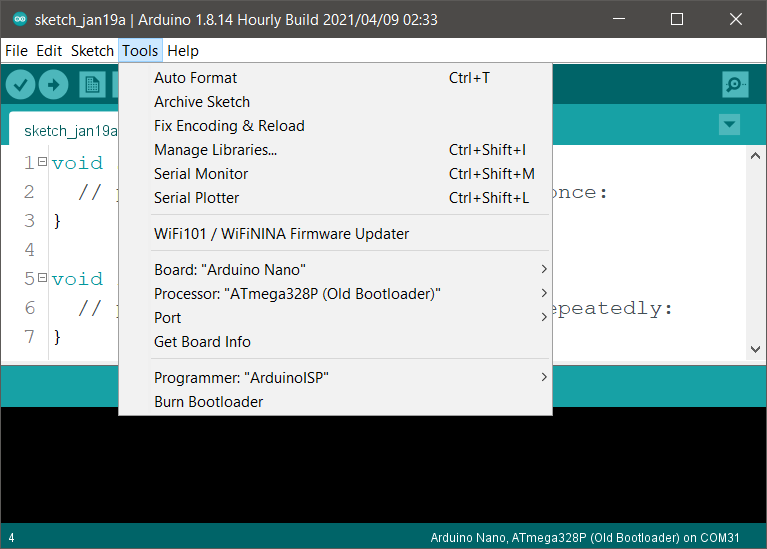 sketch_jan19a | Arduino 1.8.14 Hourly Build 2021/04/09 02:33
File Edit Sketch Tools Help
Auto Format Ctrl+T
Archive Sketch
Fix Encoding & Reload
Manage Libraries... Ctrl+Shift+I
Serial Monitor Ctrl+Shift+M
Serial Plotter Ctrl+Shift+L
WiFi101 / WiFiNINA Firmware Updater
Board: "Arduino Nano"
Processor: "ATmega328P (Old Bootloader)"
Port
Get Board Info
Programmer: "ArduinoISP"
Burn Bootloader
sketch_jan19a
1 void
2 // once:
3 }
4
5 void
6 // epeatedly:
7 }
4 Arduino Nano, ATmega328P (Old Bootloader) on COM31